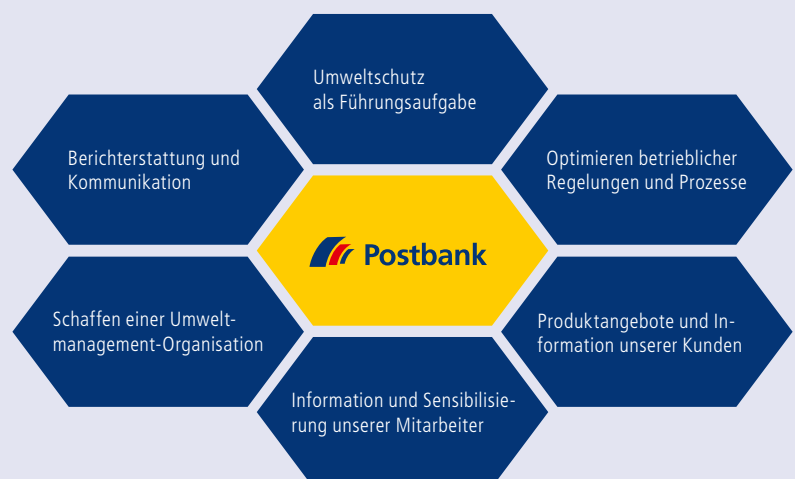 Umweltschutz
als Führungsaufgabe
Berichterstattung und
Kommunikation
Optimieren betrieblicher
Regelungen und Prozesse
Postbank
Schaffen einer Umwelt-
management-Organisation
Produktangebote und In-
formation unserer Kunden
Information und Sensibilisie-
rung unserer Mitarbeiter